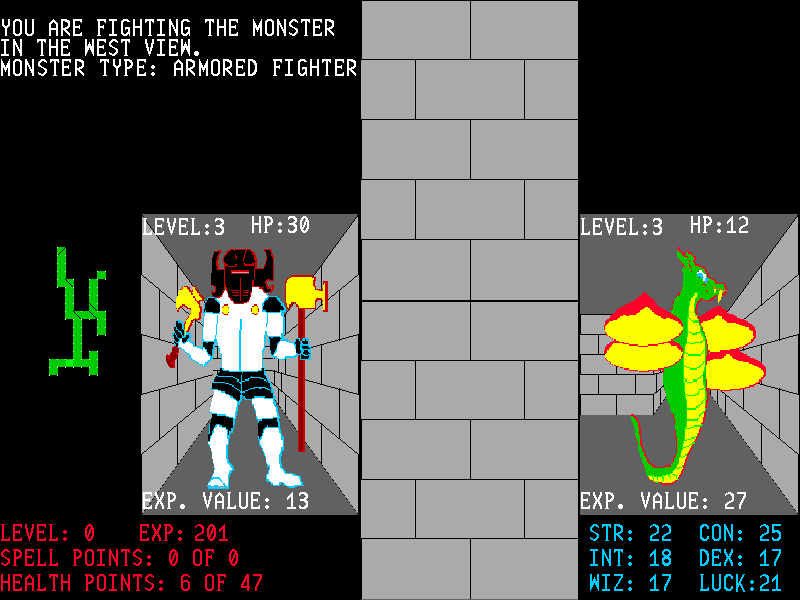 YOU ARE FIGHTING THE MONSTER
IN THE WEST VIEW.
MONSTER TYPE: ARMORED FIGHTER
LEVEL:3 HP:30
LEVEL:3 HP:12
EXP. VALUE: 13
EXP. VALUE: 27
LEVEL: 0 EXP: 201
SPELL POINTS: 0 OF 0
HEALTH POINTS: 6 OF 47
STR: 22 CON: 25
INT: 18 DEX: 17
WIZ: 17 LUCK:21